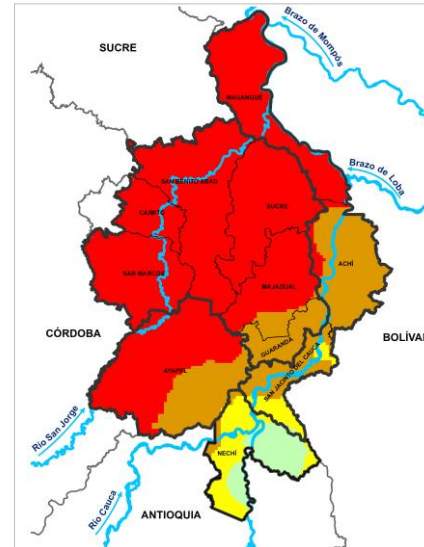 SUCRE
Brazo de Mompós
MAGANGUÉ
Brazo de Loba
SAN BENITO ABAD
CAIMITO
SUCRE
ACHÍ
SAN MARCOS
MAJAGUAL
CÓRDOBA
BOLÍVAR
GUARANDA
AYAPEL
SAN JACINTO DEL CAUCA
Río San Jorge
NECHÍ
Río Cauca
ANTIOQUIA